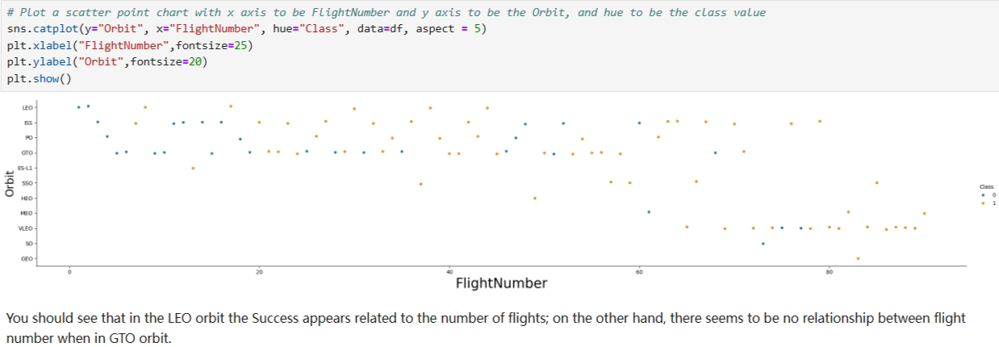 # Plot a scatter point chart with x axis to be FlightNumber and y axis to be the Orbit, and hue to be the class value
sns.catplot(y="Orbit", x="FlightNumber", hue="Class", data=df, aspect = 5)
plt.xlabel("FlightNumber",fontsize=25)
plt.ylabel("Orbit",fontsize=20)
plt.show()
LEO
ISS
PO
GTO
ES-L1
SSO
HEO
MEO
VLEO
SO
GEO
Orbit
0 20 40 60 80
FlightNumber
Class
0
1
You should see that in the LEO orbit the Success appears related to the number of flights; on the other hand, there seems to be no relationship between flight
number when in GTO orbit.